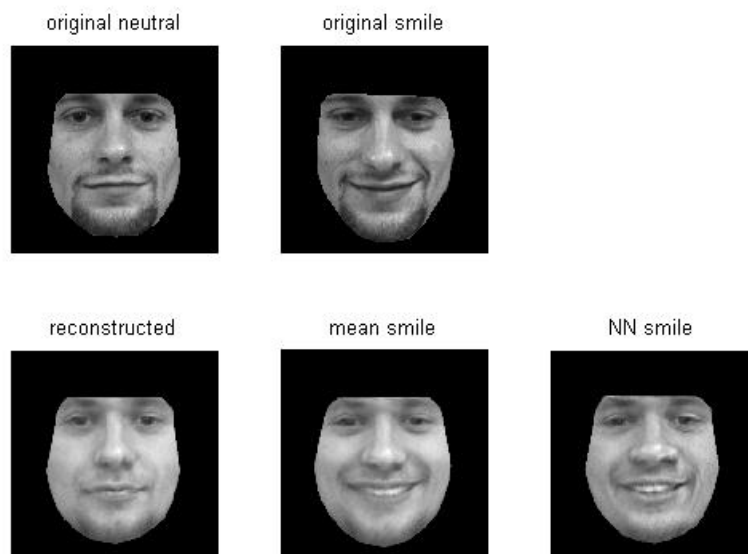 original neutral
original smile
reconstructed
mean smile
NN smile